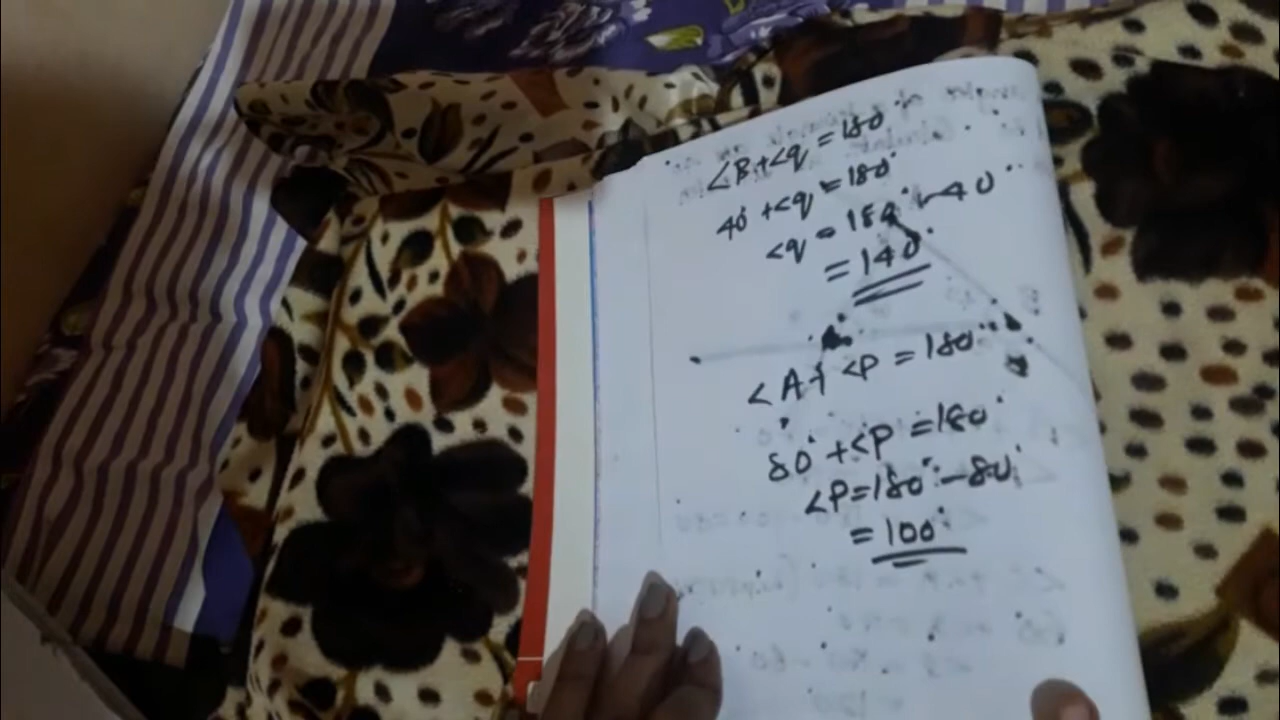 ∠B+<q = 180°
40° +<q = 180°
<q = 180° - 40°
= 140°
<A+ <P = 180°
80° +<P = 180°
<P = 180° - 80°
= 100°